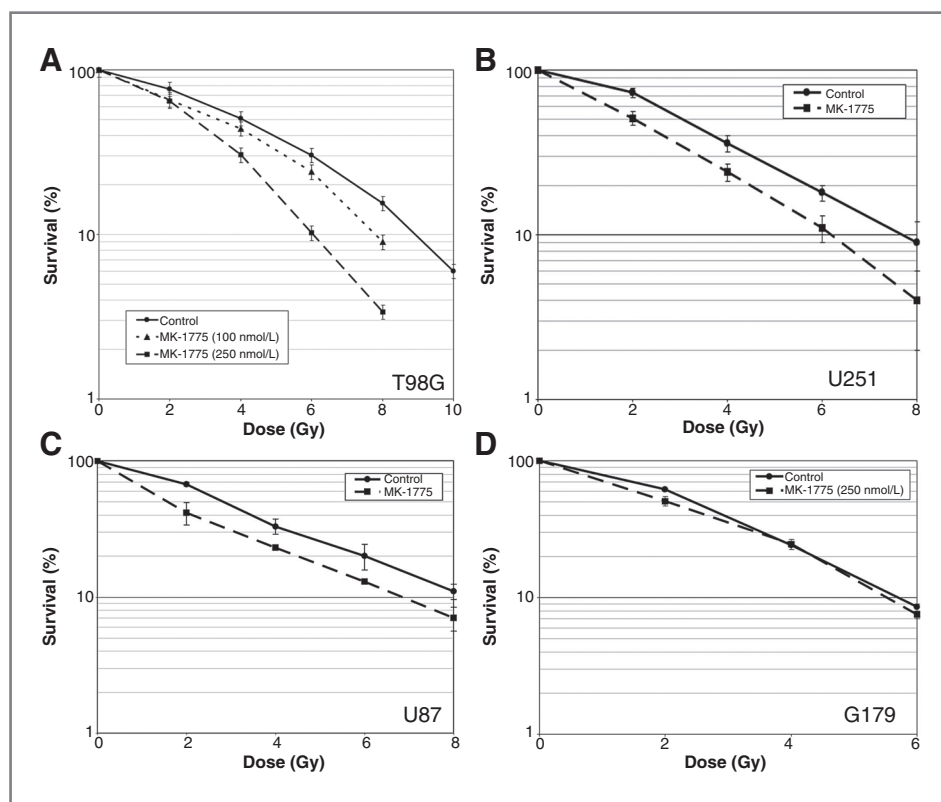 A
100
10
1
Survival (%)
Control
MK-1775 (100 nmol/L)
MK-1775 (250 nmol/L)
T98G
0 2 4 6 8 10
Dose (Gy)
B
100
10
1
Survival (%)
Control
MK-1775
U251
0 2 4 6 8
Dose (Gy)
C
100
10
1
Survival (%)
Control
MK-1775
U87
0 2 4 6 8
Dose (Gy)
D
100
10
1
Survival (%)
Control
MK-1775 (250 nmol/L)
G179
0 2 4 6
Dose (Gy)